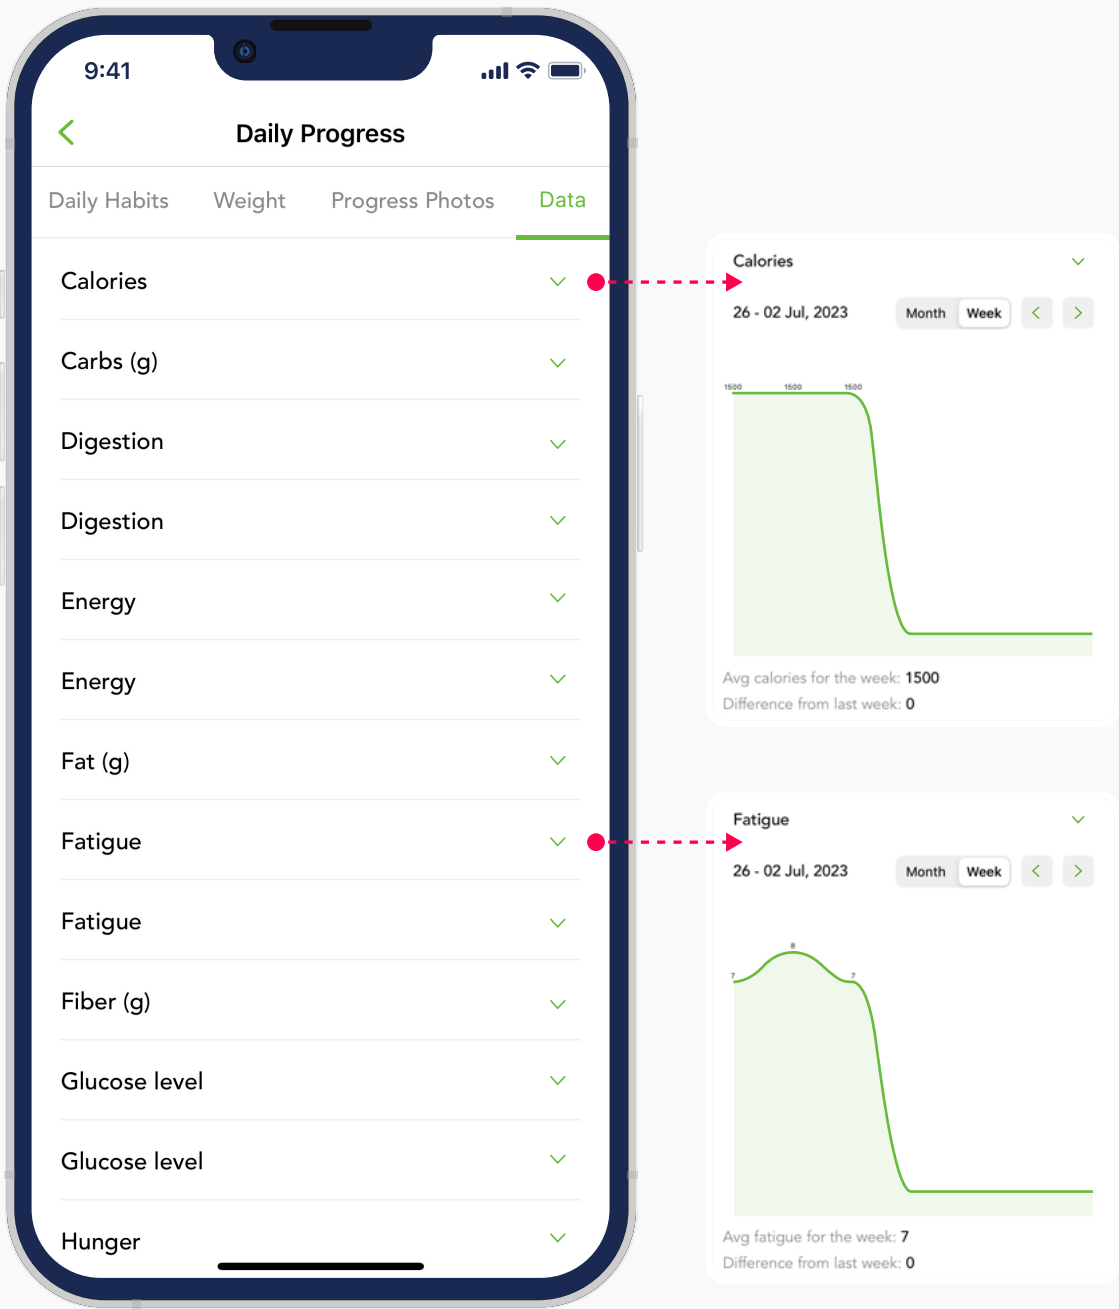 9:41
Daily Progress
Daily Habits Weight Progress Photos Data
Calories
Carbs (g)
Digestion
Digestion
Energy
Energy
Fat (g)
Fatigue
Fatigue
Fiber (g)
Glucose level
Glucose level
Hunger
Calories
26 - 02 Jul, 2023 Month Week
1500 1500 1500
Avg calories for the week: 1500
Difference from last week: 0
Fatigue
26 - 02 Jul, 2023 Month Week
8
7 7
Avg fatigue for the week: 7
Difference from last week: 0